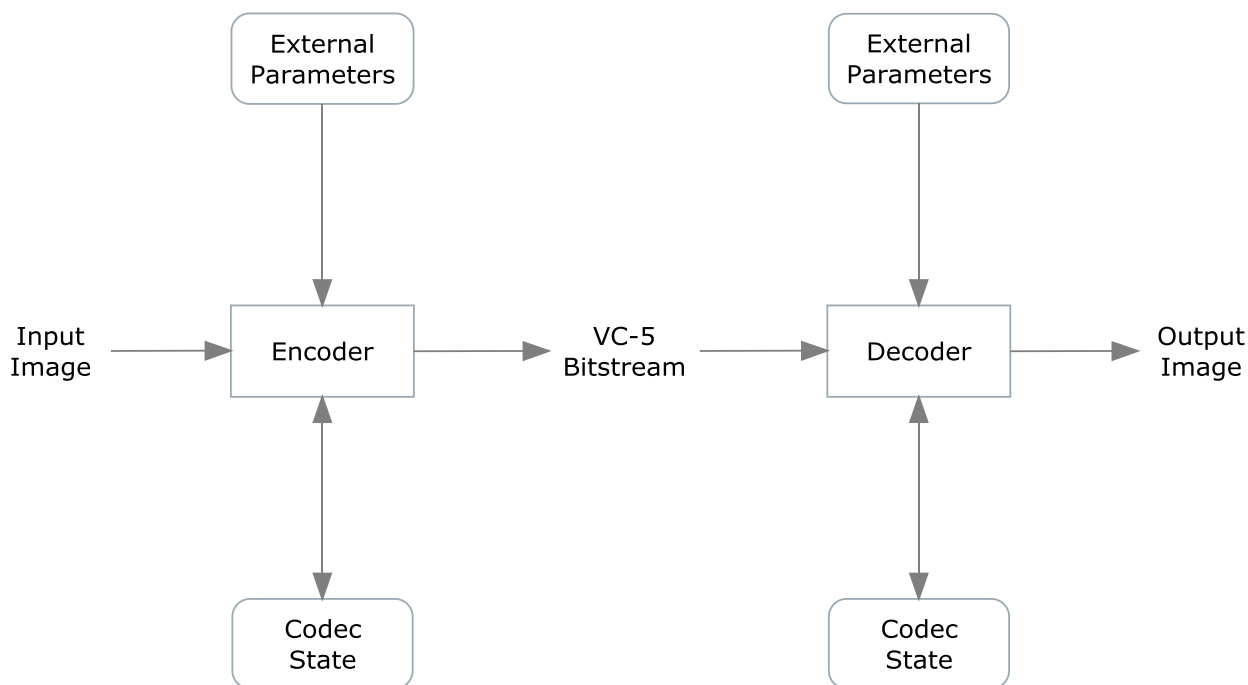 External
Parameters
External
Parameters
Input
Image
Encoder
VC-5
Bitstream
Decoder
Output
Image
Codec
State
Codec
State